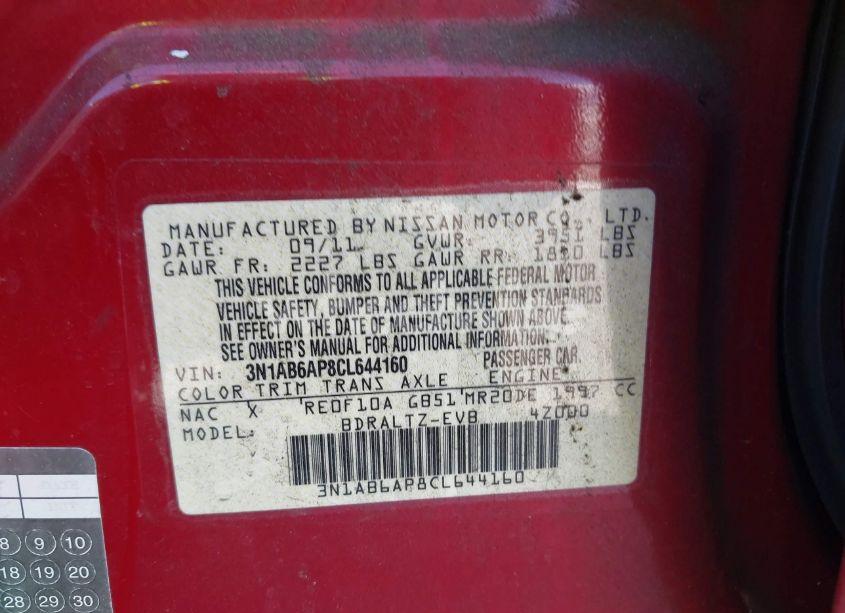 MANUFACTURED BY NISSAN MOTOR CO., LTD.
DATE: 09/11 GVWR: 3951 LBS
GAWR FR: 2227 LBS GAWR RR: LBS
THIS VEHICLE CONFORMS TO ALL APPLICABLE FEDERAL MOTOR
VEHICLE SAFETY, BUMPER AND THEFT PREVENTION STANDARDS
IN EFFECT ON THE DATE OF MANUFACTURE SHOWN ABOVE.
SEE OWNER'S MANUAL FOR ADDITIONAL INFORMATION.
VIN: 3N1AB6AP8CL644160 PASSENGER CAR
COLOR TRIM TRANS AXLE ENGINE
NAC X RE0F10A GB51 MR20DE 1997 CC
MODEL: BDRALTZ-EVB 4Z000
3N1AB6AP8CL644160
8 9 10
18 19 20
28 29 30